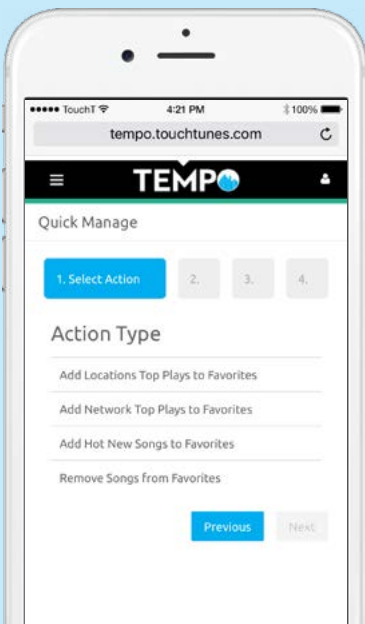 TouchT 4:21 PM 100%
tempo.touchtunes.com
TEMPO
Quick Manage
1. Select Action 2. 3. 4.
Action Type
Add Locations Top Plays to Favorites
Add Network Top Plays to Favorites
Add Hot New Songs to Favorites
Remove Songs from Favorites
Previous Next